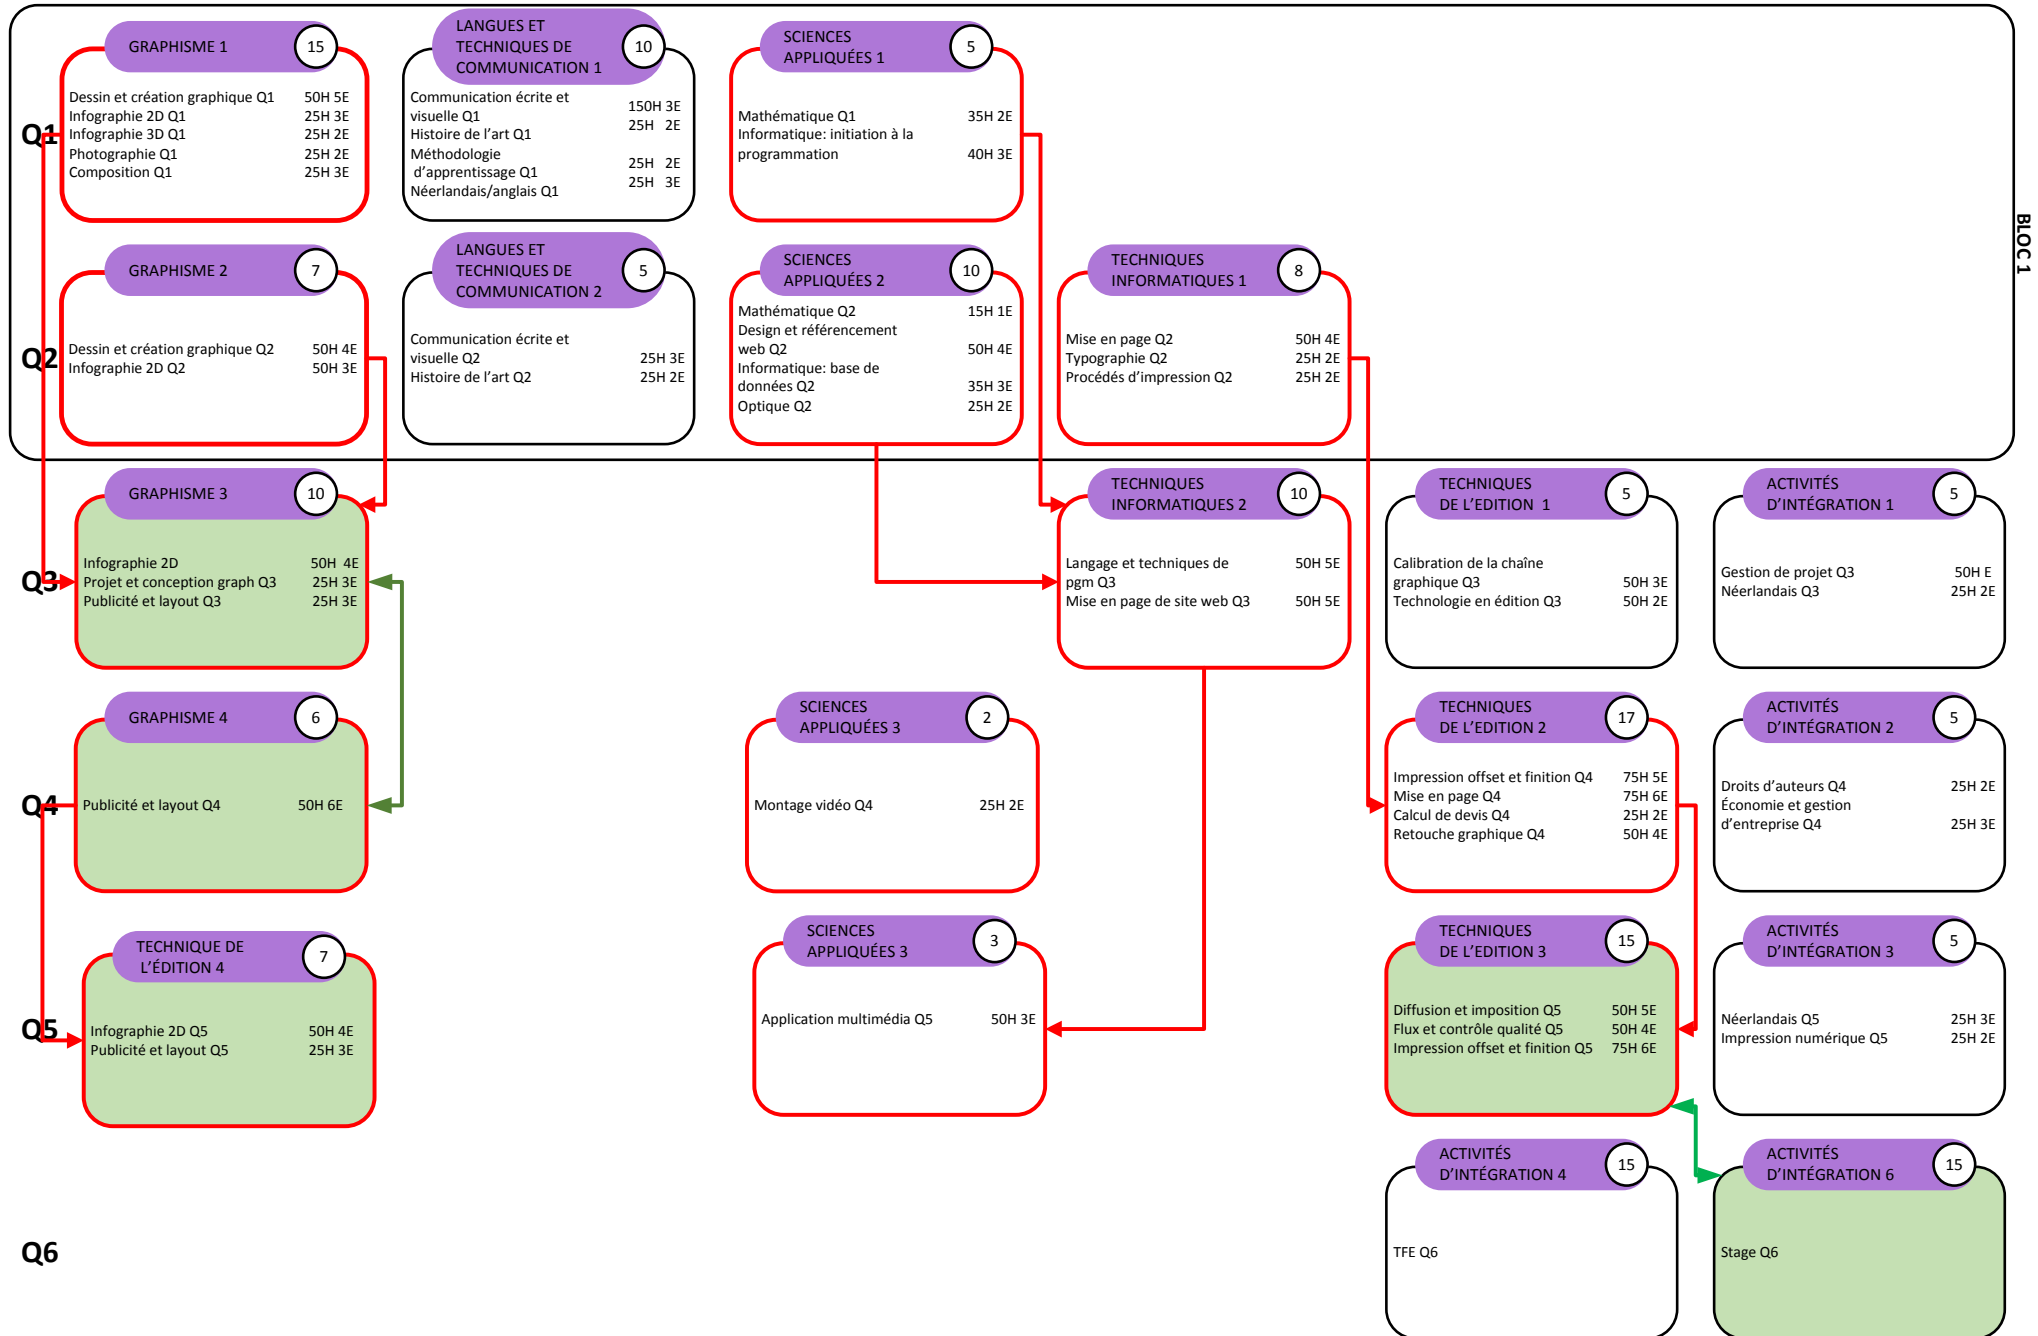 GRAPHISME 1 15
Dessin et création graphique Q1 50H 5E
Infographie 2D Q1 25H 3E
Infographie 3D Q1 25H 2E
Photographie Q1 25H 2E
Composition Q1 25H 3E
LANGUES ET
TECHNIQUES DE 10
COMMUNICATION 1
Communication écrite et
visuelle Q1 150H 3E
Histoire de l'art Q1 25H 2E
Méthodologie
d'apprentissage Q1 25H 2E
Néerlandais/anglais Q1 25H 3E
SCIENCES
APPLIQUÉES 1 5
Mathématique Q1 35H 2E
Informatique: initiation à la
programmation 40H 3E
Q1
BLOC 1
GRAPHISME 2 7
Dessin et création graphique Q2 50H 4E
Infographie 2D Q2 50H 3E
LANGUES ET
TECHNIQUES DE 5
COMMUNICATION 2
Communication écrite et
visuelle Q2 25H 3E
Histoire de l'art Q2 25H 2E
SCIENCES
APPLIQUÉES 2 10
Mathématique Q2 15H 1E
Design et référencement
web Q2 50H 4E
Informatique: base de
données Q2 35H 3E
Optique Q2 25H 2E
TECHNIQUES
INFORMATIQUES 1 8
Mise en page Q2 50H 4E
Typographie Q2 25H 2E
Procédés d'impression Q2 25H 2E
Q2
GRAPHISME 3 10
Infographie 2D 50H 4E
Projet et conception graph Q3 25H 3E
Publicité et layout Q3 25H 3E
TECHNIQUES
INFORMATIQUES 2 10
Langage et techniques de 50H 5E
pgm Q3
Mise en page de site web Q3 50H 5E
TECHNIQUES
DE L'EDITION 1 5
Calibration de la chaîne
graphique Q3 50H 3E
Technologie en édition Q3 50H 2E
ACTIVITÉS
D'INTÉGRATION 1 5
Gestion de projet Q3 50H E
Néerlandais Q3 25H 2E
Q3
GRAPHISME 4 6
Publicité et layout Q4 50H 6E
SCIENCES
APPLIQUÉES 3 2
Montage vidéo Q4 25H 2E
TECHNIQUES
DE L'EDITION 2 17
Impression offset et finition Q4 75H 5E
Mise en page Q4 75H 6E
Calcul de devis Q4 25H 2E
Retouche graphique Q4 50H 4E
ACTIVITÉS
D'INTÉGRATION 2 5
Droits d'auteurs Q4 25H 2E
Économie et gestion
d'entreprise Q4 25H 3E
Q4
TECHNIQUE DE
L'ÉDITION 4 7
Infographie 2D Q5 50H 4E
Publicité et layout Q5 25H 3E
SCIENCES
APPLIQUÉES 3 3
Application multimédia Q5 50H 3E
TECHNIQUES
DE L'EDITION 3 15
Diffusion et imposition Q5 50H 5E
Flux et contrôle qualité Q5 50H 4E
Impression offset et finition Q5 75H 6E
ACTIVITÉS
D'INTÉGRATION 3 5
Néerlandais Q5 25H 3E
Impression numérique Q5 25H 2E
Q5
ACTIVITÉS
D'INTÉGRATION 4 15
TFE Q6
ACTIVITÉS
D'INTÉGRATION 6 15
Stage Q6
Q6